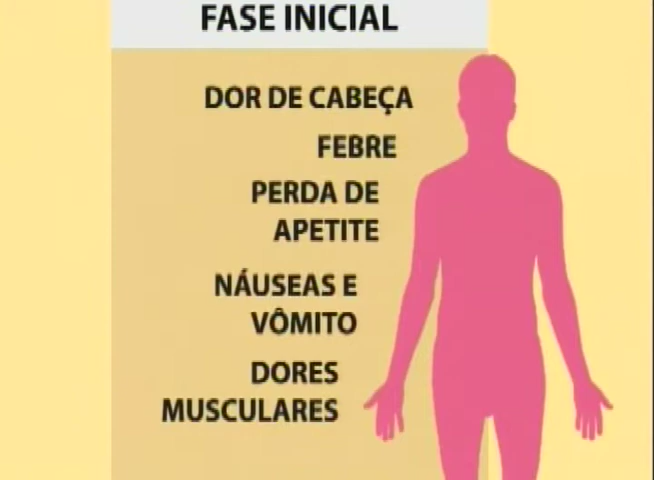 FASE INICIAL
DOR DE CABEÇA
FEBRE
PERDA DE
APETITE
NÁUSEAS E
VÔMITO
DORES
MUSCULARES